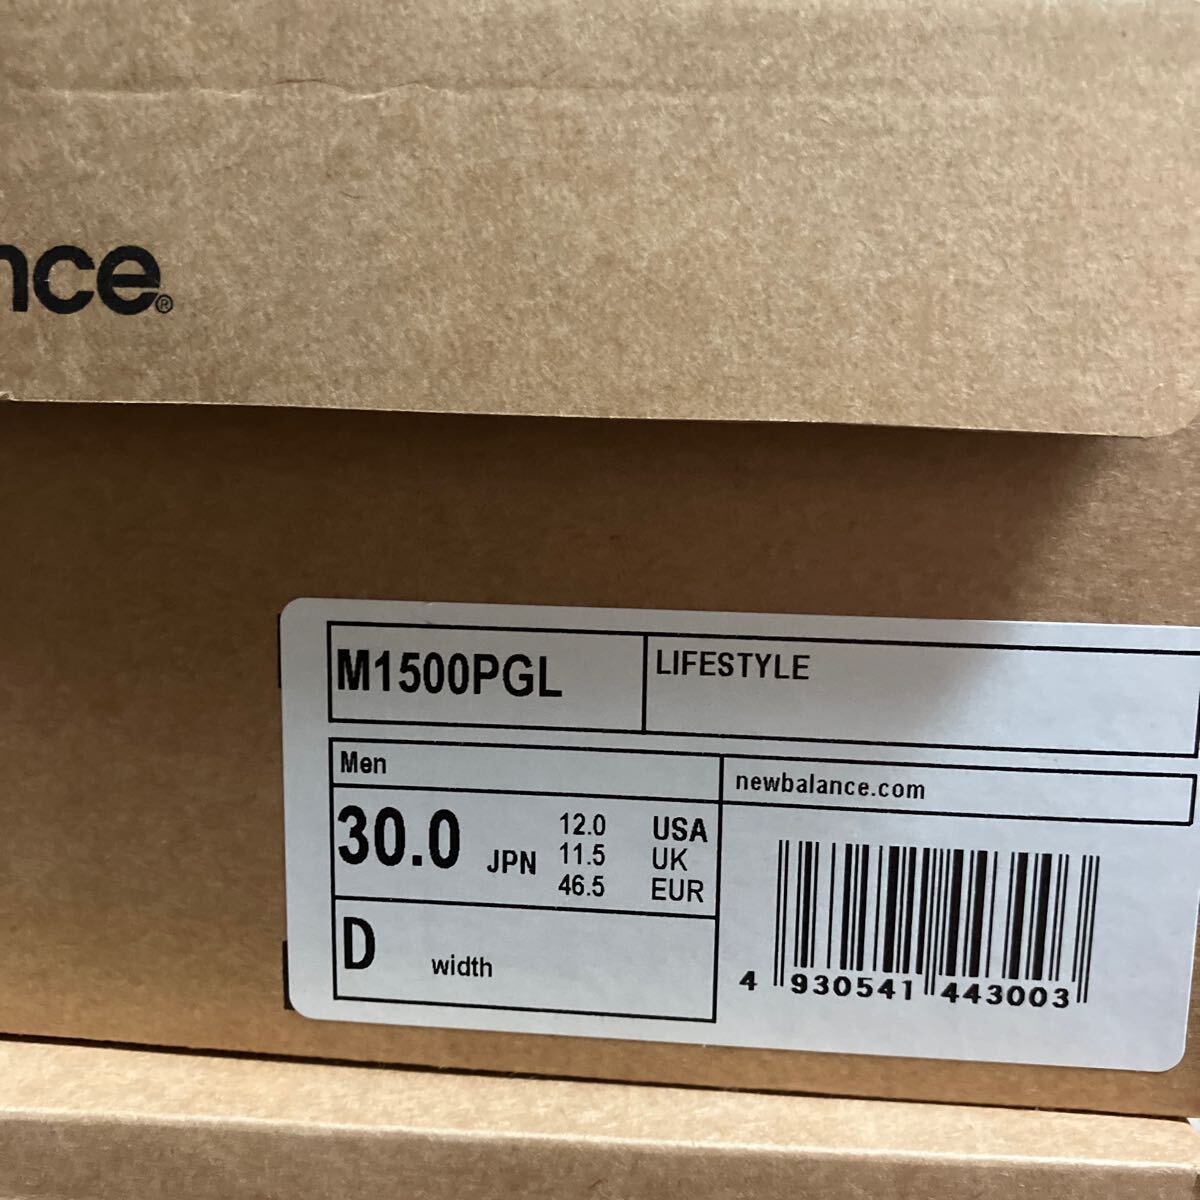 nce®
M1500PGL
LIFESTYLE
Men
newbalance.com
30.0 JPN
12.0 USA
11.5 UK
46.5 EUR
D width
4 930541 443003